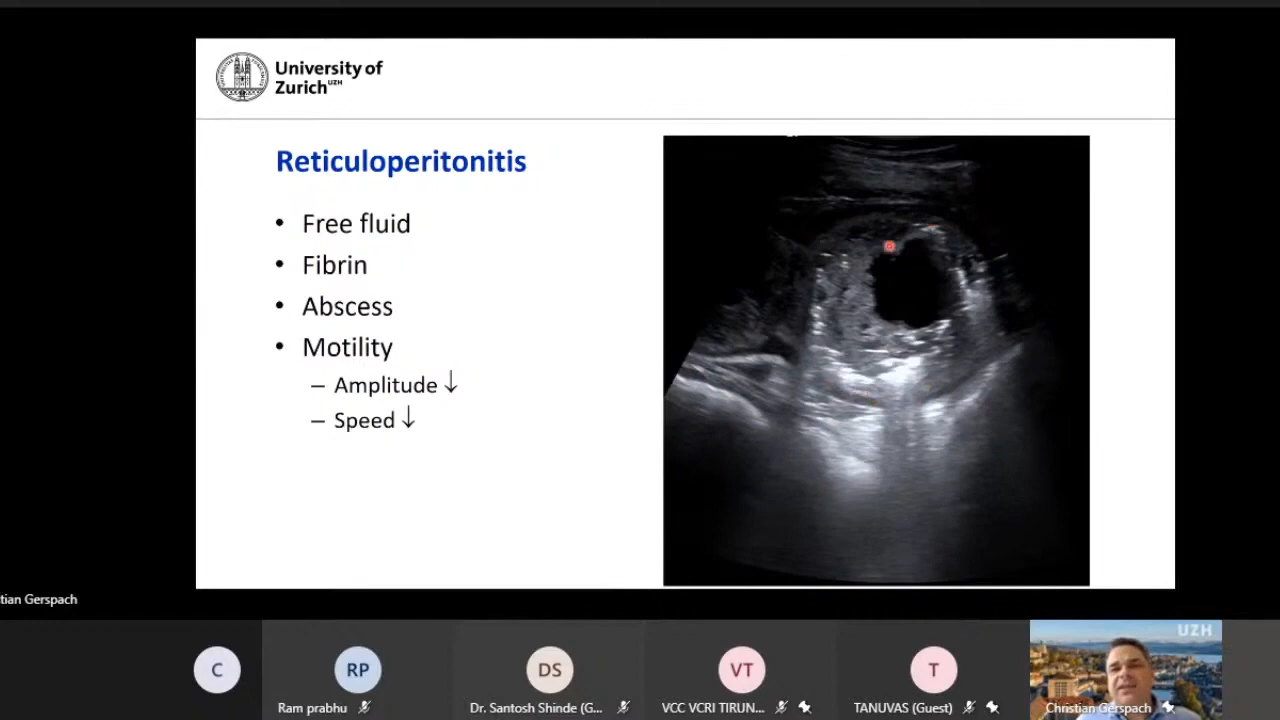 University of
Zurich UZH
Reticuloperitonitis
• Free fluid
• Fibrin
• Abscess
• Motility
– Amplitude ↓
– Speed ↓
tian Gerspach
C
RP
DS
VT
T
UZH
Ram prabhu
Dr. Santosh Shinde (G...
VCC VCRI TIRUN...
TANUVAS (Guest)
Christian Gerspach